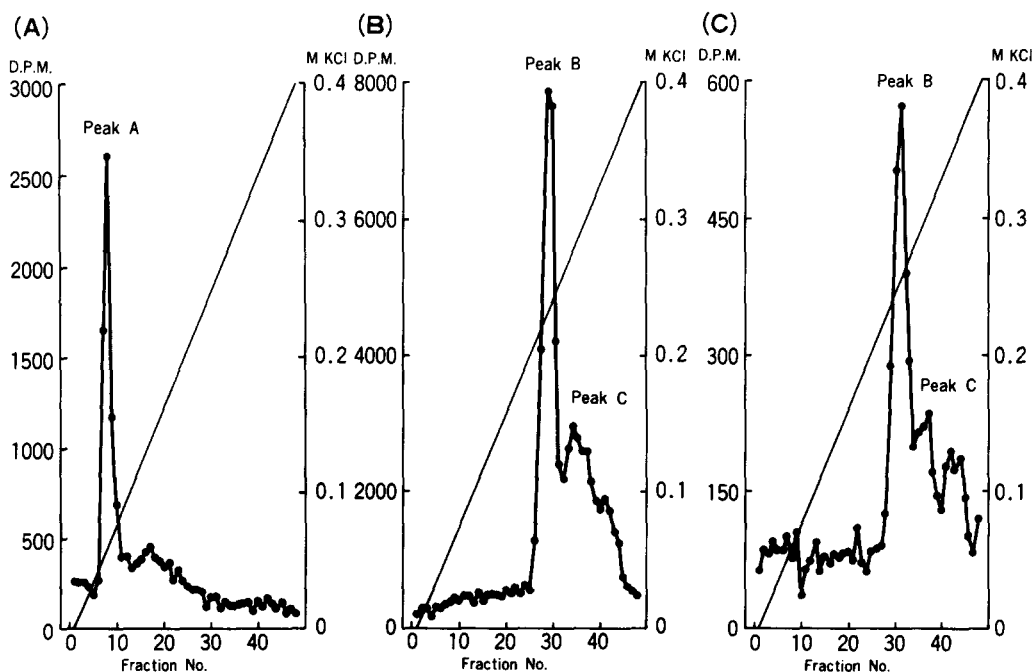 (A)
D.P.M.
M KCl
3000
2500
2000
1500
1000
500
0
0.4
0.3
0.2
0.1
0
Peak A
10 20 30 40
Fraction No.
(B)
D.P.M.
M KCl
8000
6000
4000
2000
0
0.4
0.3
0.2
0.1
0
Peak B
Peak C
10 20 30 40
Fraction No.
(C)
D.P.M.
M KCl
600
450
300
150
0
0.4
0.3
0.2
0.1
0
Peak B
Peak C
10 20 30 40
Fraction No.